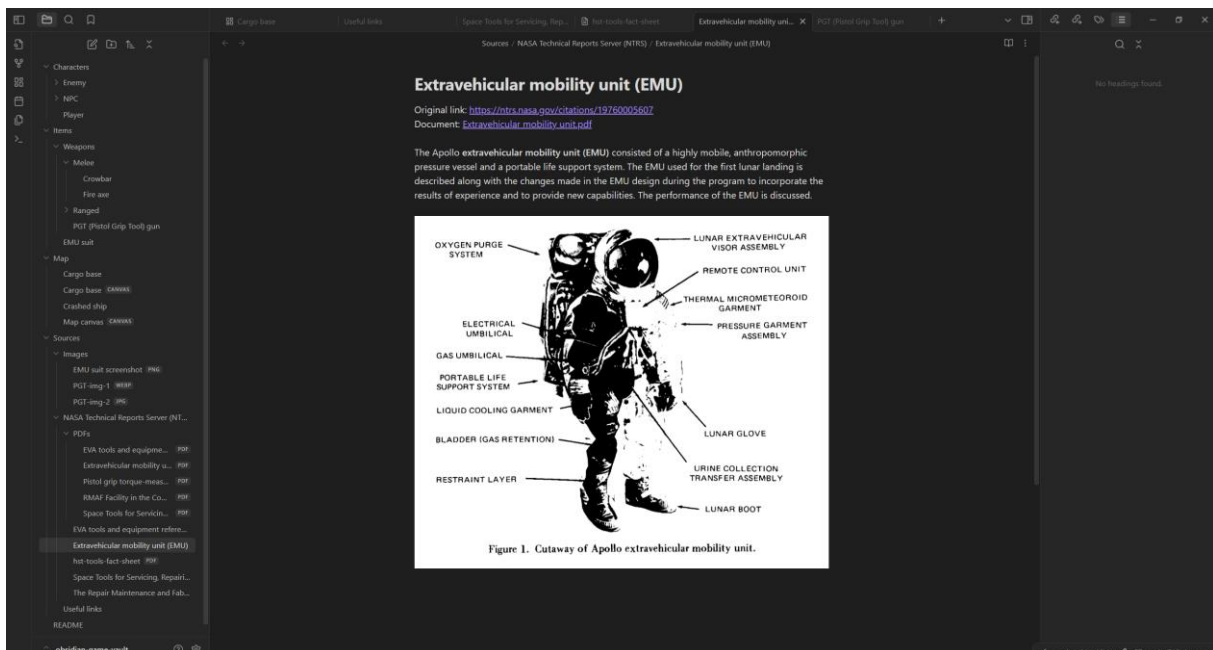 Cargo base
Useful links
Space Tools for Servicing, Rep...
hst-tools-fact-sheet
Extravehicular mobility uni...
PGT (Pistol Grip Tool) gun
Sources / NASA Technical Reports Server (NTRS) / Extravehicular mobility unit (EMU)
Characters
Enemy
NPC
Player
Items
Weapons
Melee
Crowbar
Fire axe
Ranged
PGT (Pistol Grip Tool) gun
EMU suit
Map
Cargo base
Cargo base CANVAS
Crashed ship
Map canvas CANVAS
Sources
Images
EMU suit screenshot PNG
PGT-img-1 WEBP
PGT-img-2 JPG
NASA Technical Reports Server (NT...
PDFs
EVA tools and equipme... PDF
Extravehicular mobility u... PDF
Pistol grip torque-meas... PDF
RMAF Facility in the Co... PDF
Space Tools for Servicin... PDF
EVA tools and equipment refere...
Extravehicular mobility unit (EMU)
hst-tools-fact-sheet PDF
Space Tools for Servicing, Repairi...
The Repair Maintenance and Fab...
Useful links
README
Extravehicular mobility unit (EMU)
Original link: https://ntrs.nasa.gov/citations/19760005607
Document: Extravehicular mobility unit.pdf
The Apollo extravehicular mobility unit (EMU) consisted of a highly mobile, anthropomorphic
pressure vessel and a portable life support system. The EMU used for the first lunar landing is
described along with the changes made in the EMU design during the program to incorporate the
results of experience and to provide new capabilities. The performance of the EMU is discussed.
OXYGEN PURGE
SYSTEM
ELECTRICAL
UMBILICAL
GAS UMBILICAL
PORTABLE LIFE
SUPPORT SYSTEM
LIQUID COOLING GARMENT
BLADDER (GAS RETENTION)
RESTRAINT LAYER
LUNAR EXTRAVEHICULAR
VISOR ASSEMBLY
REMOTE CONTROL UNIT
THERMAL MICROMETEOROID
GARMENT
PRESSURE GARMENT
ASSEMBLY
LUNAR GLOVE
URINE COLLECTION
TRANSFER ASSEMBLY
LUNAR BOOT
Figure 1. Cutaway of Apollo extravehicular mobility unit.
No headings found.